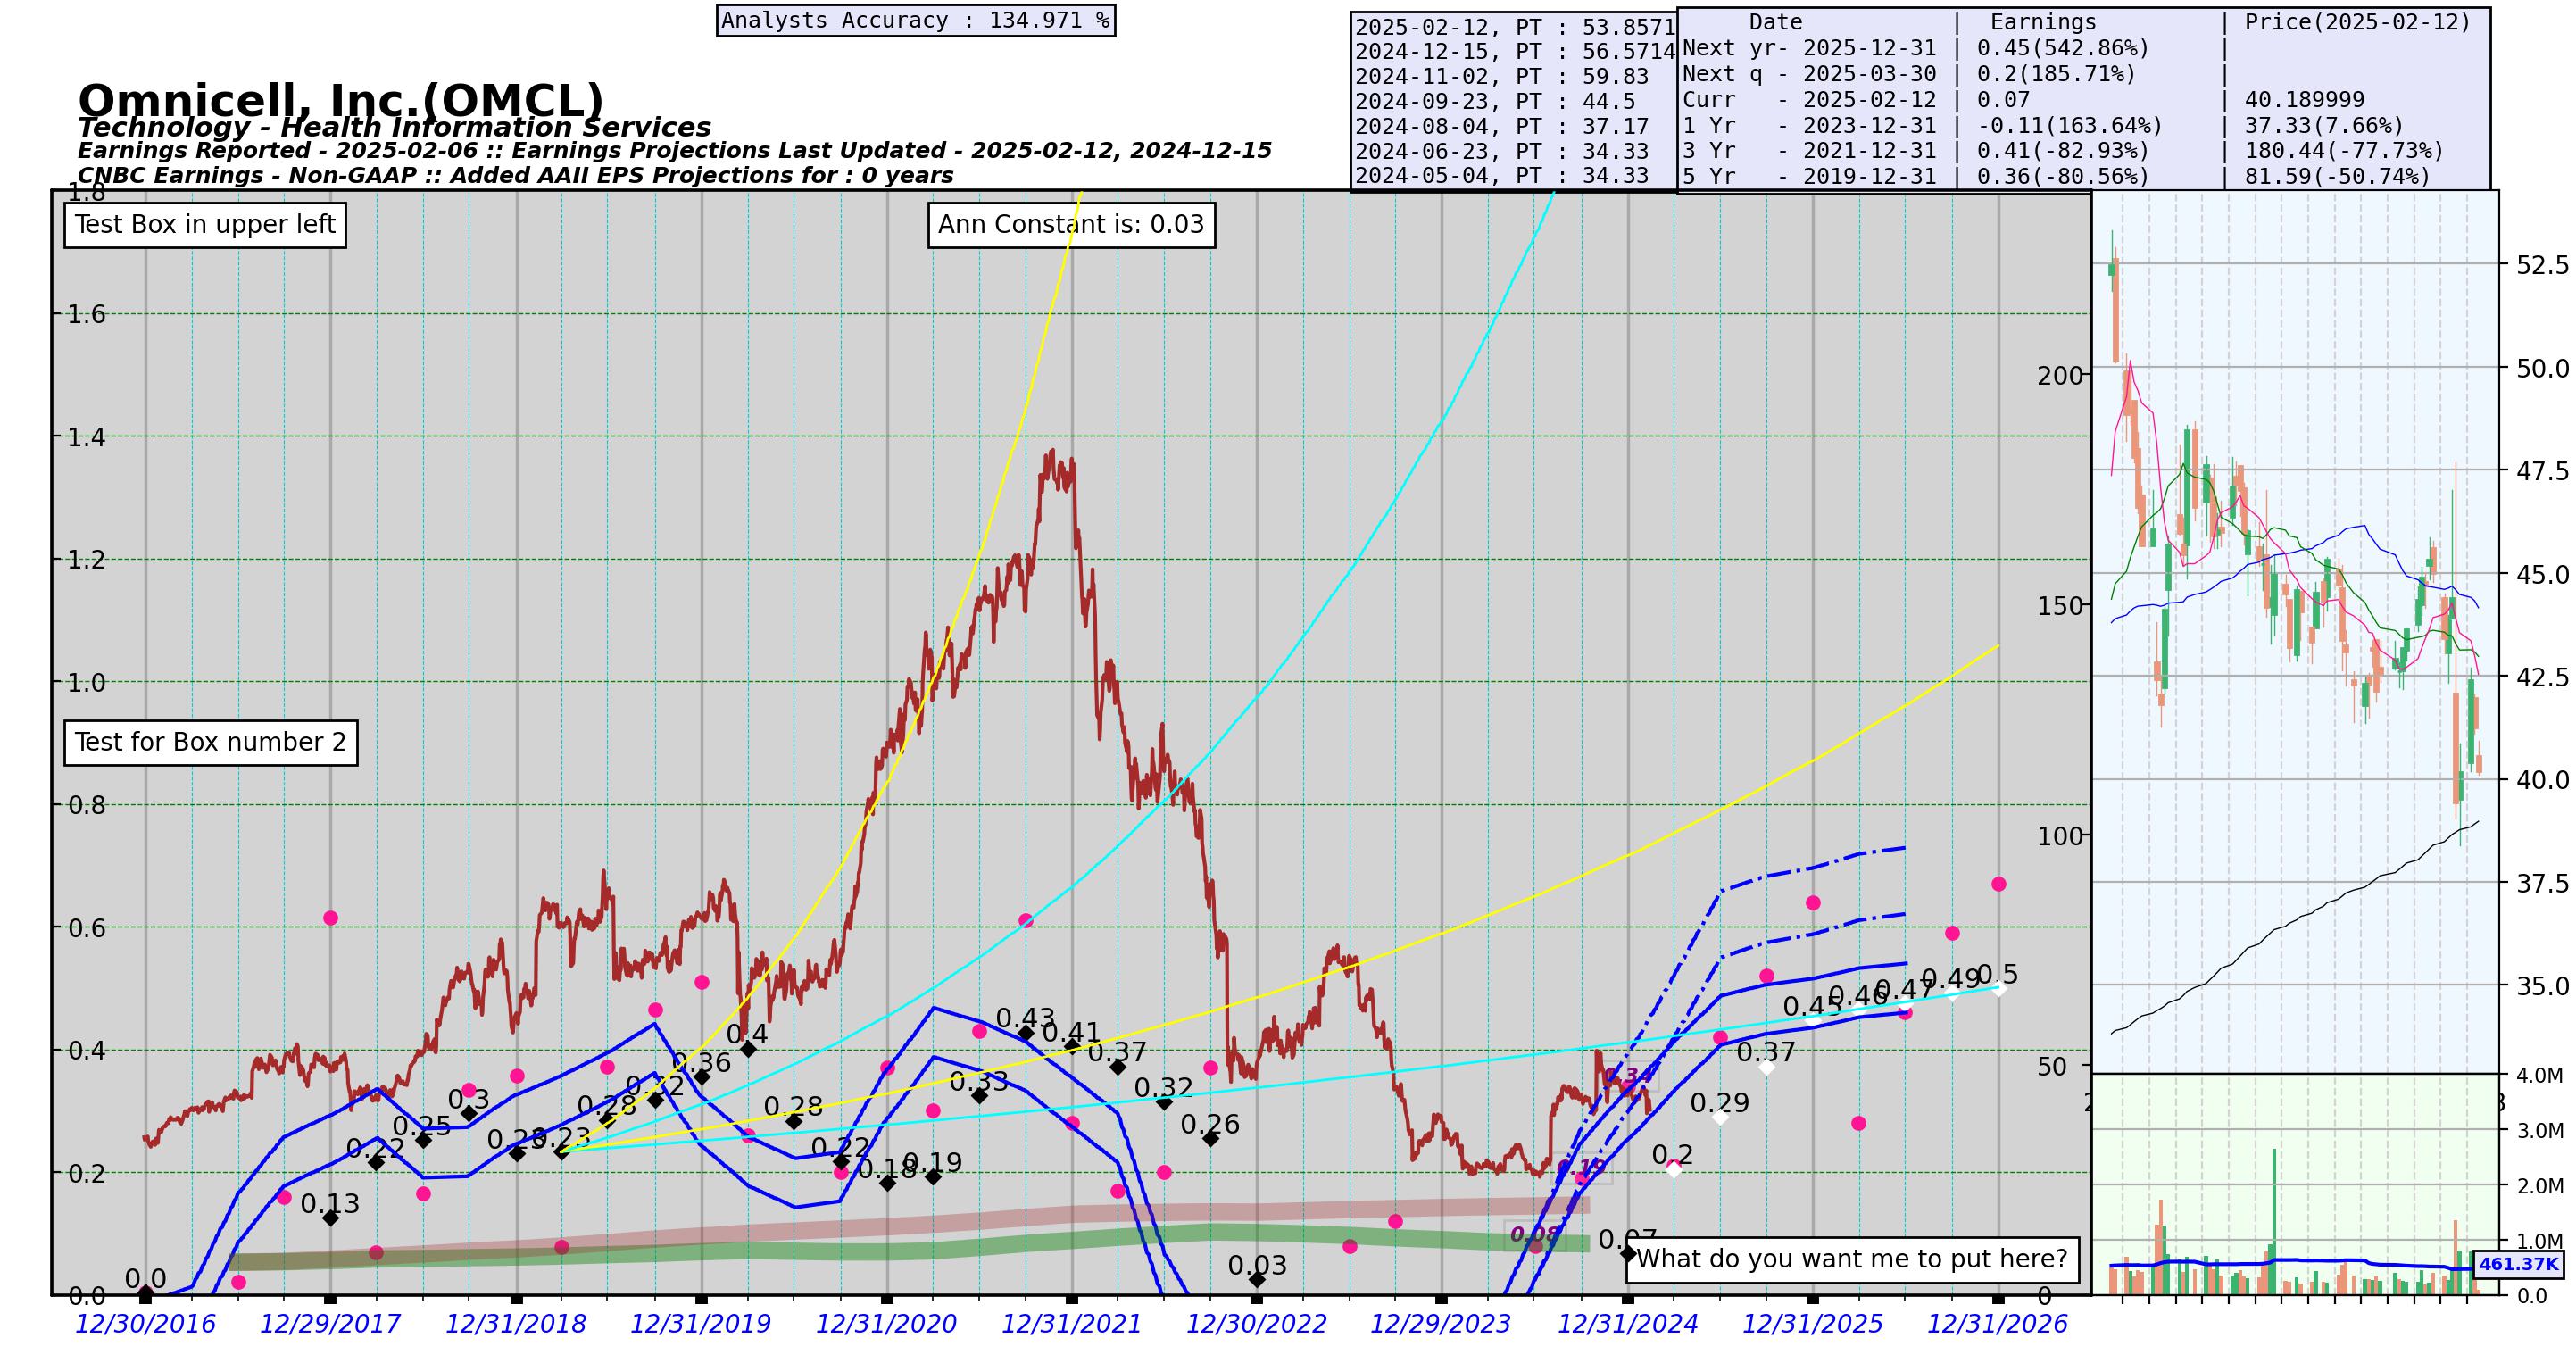 Analysts Accuracy : 134.971 %
Omnicell, Inc.(OMCL)
Technology - Health Information Services
Earnings Reported - 2025-02-06 :: Earnings Projections Last Updated - 2025-02-12, 2024-12-15
CNBC Earnings - Non-GAAP :: Added AAII EPS Projections for : 0 years
2025-02-12, PT : 53.8571
2024-12-15, PT : 56.5714
2024-11-02, PT : 59.83
2024-09-23, PT : 44.5
2024-08-04, PT : 37.17
2024-06-23, PT : 34.33
2024-05-04, PT : 34.33
Date | Earnings | Price(2025-02-12)
Next yr- 2025-12-31 | 0.45(542.86%) |
Next q - 2025-03-30 | 0.2(185.71%) |
Curr - 2025-02-12 | 0.07 | 40.189999
1 Yr - 2023-12-31 | -0.11(163.64%) | 37.33(7.66%)
3 Yr - 2021-12-31 | 0.41(-82.93%) | 180.44(-77.73%)
5 Yr - 2019-12-31 | 0.36(-80.56%) | 81.59(-50.74%)
Test Box in upper left
Ann Constant is: 0.03
Test for Box number 2
What do you want me to put here?
1.8
1.6
1.4
1.2
1.0
0.8
0.6
0.4
0.2
0.0
0.0
0.13
0.22
0.25
0.3
0.23
0.23
0.28
0.32
0.36
0.4
0.28
0.22
0.18
0.19
0.33
0.43
0.41
0.37
0.32
0.26
0.03
0.08
0.19
0.34
0.07
0.2
0.29
0.37
0.45
0.46
0.47
0.49
0.5
200
150
100
50
0
52.5
50.0
47.5
45.0
42.5
40.0
37.5
35.0
4.0M
3.0M
2.0M
1.0M
461.37K
0.0
12/30/2016 12/29/2017 12/31/2018 12/31/2019 12/31/2020 12/31/2021 12/30/2022 12/29/2023 12/31/2024 12/31/2025 12/31/2026